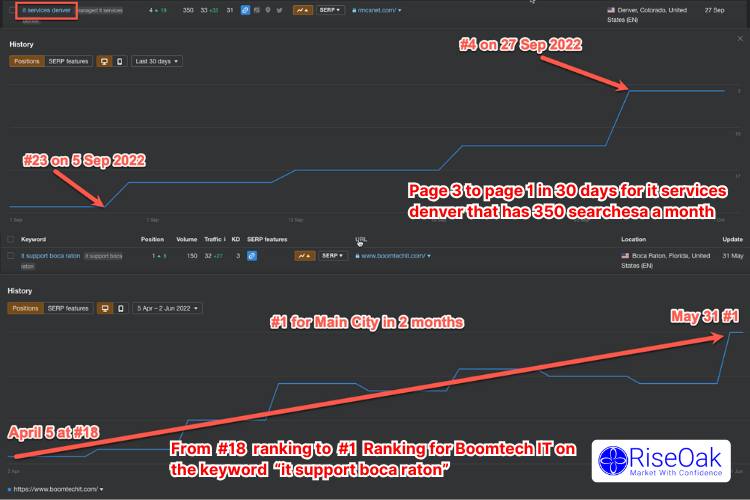 it services denver managed it services denver 4 ▲ 19 350 33 +33 31 SERP ▾ rmcsnet.com/ ▾ Denver, Colorado, United States (EN) 27 Sep
History
Positions SERP features Last 30 days ▾
#4 on 27 Sep 2022
#23 on 5 Sep 2022
Page 3 to page 1 in 30 days for it services
denver that has 350 searchesa a month
Keyword Position Volume Traffic i KD SERP features URL Location Update
it support boca raton it support boca raton 1 ▲ 5 150 32 +27 3 SERP ▾ www.boomtechit.com/ ▾ Boca Raton, Florida, United States (EN) 31 May
History
Positions SERP features 5 Apr – 2 Jun 2022 ▾
#1 for Main City in 2 months
May 31 #1
April 5 at #18
From #18 ranking to #1 Ranking for Boomtech IT on
the keyword "it support boca raton"
RiseOak
Market With Confidence
2 Apr
https://www.boomtechit.com/ ▾